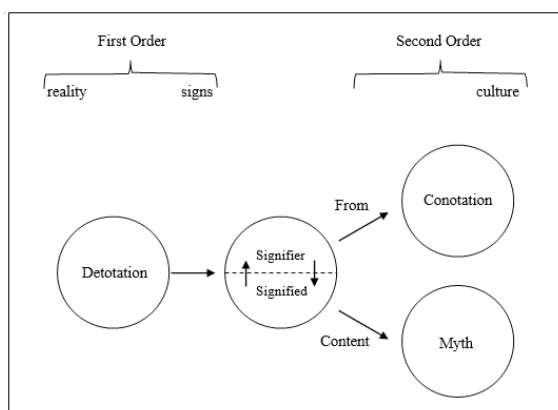 First Order
Second Order
reality
signs
culture
From
Conotation
Signifier
Detotation
Signified
Content
Myth